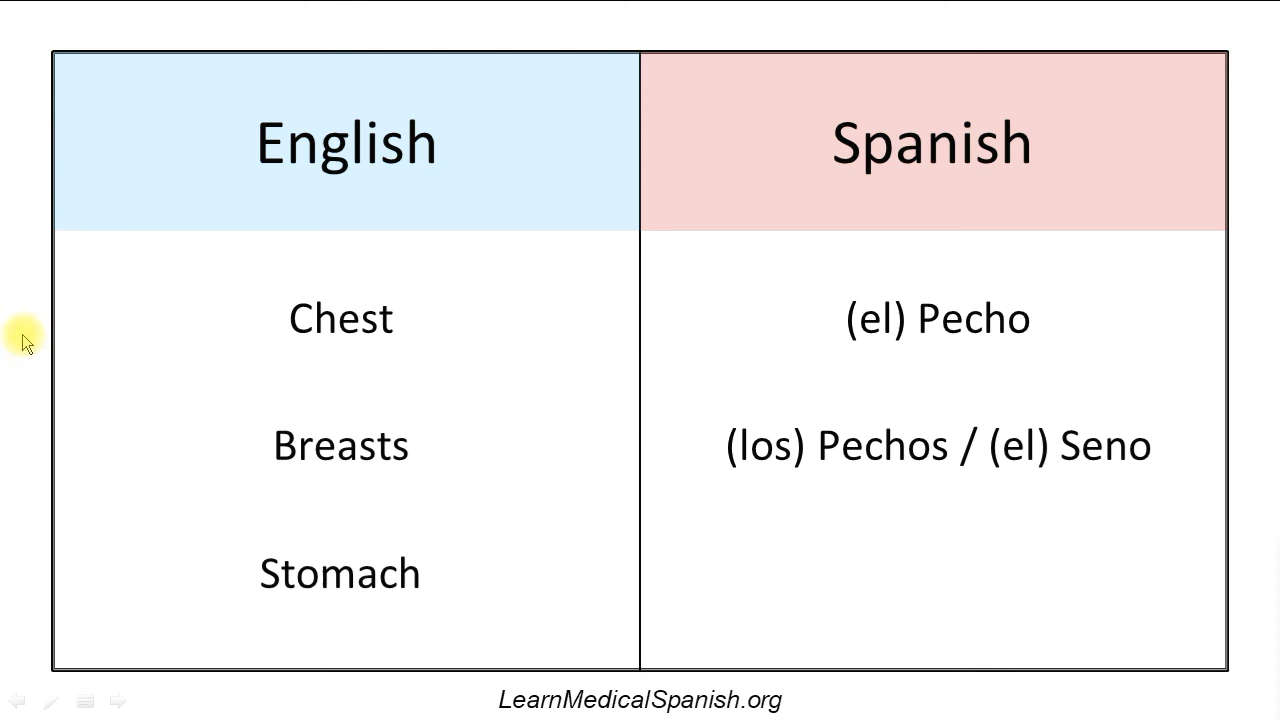 English Spanish
Chest (el) Pecho
Breasts (los) Pechos / (el) Seno
Stomach
LearnMedicalSpanish.org